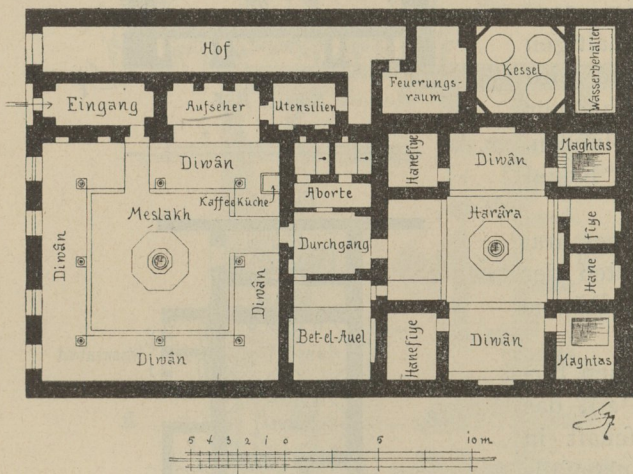 Hof
Feuerungs-
raum
Kessel
Wasserbehälter
Eingang
Aufseher
Utensilien
Diwân
Kaffeeküche
Meslakh
Diwân
Diwân
Diwân
Aborte
Durchgang
Bet-el-Auel
Hanefiye
Diwân
Maghtas
Harâra
fiye
Hane
Hanefiye
Diwân
Maghtas
5 4 3 2 1 0 5 10 m